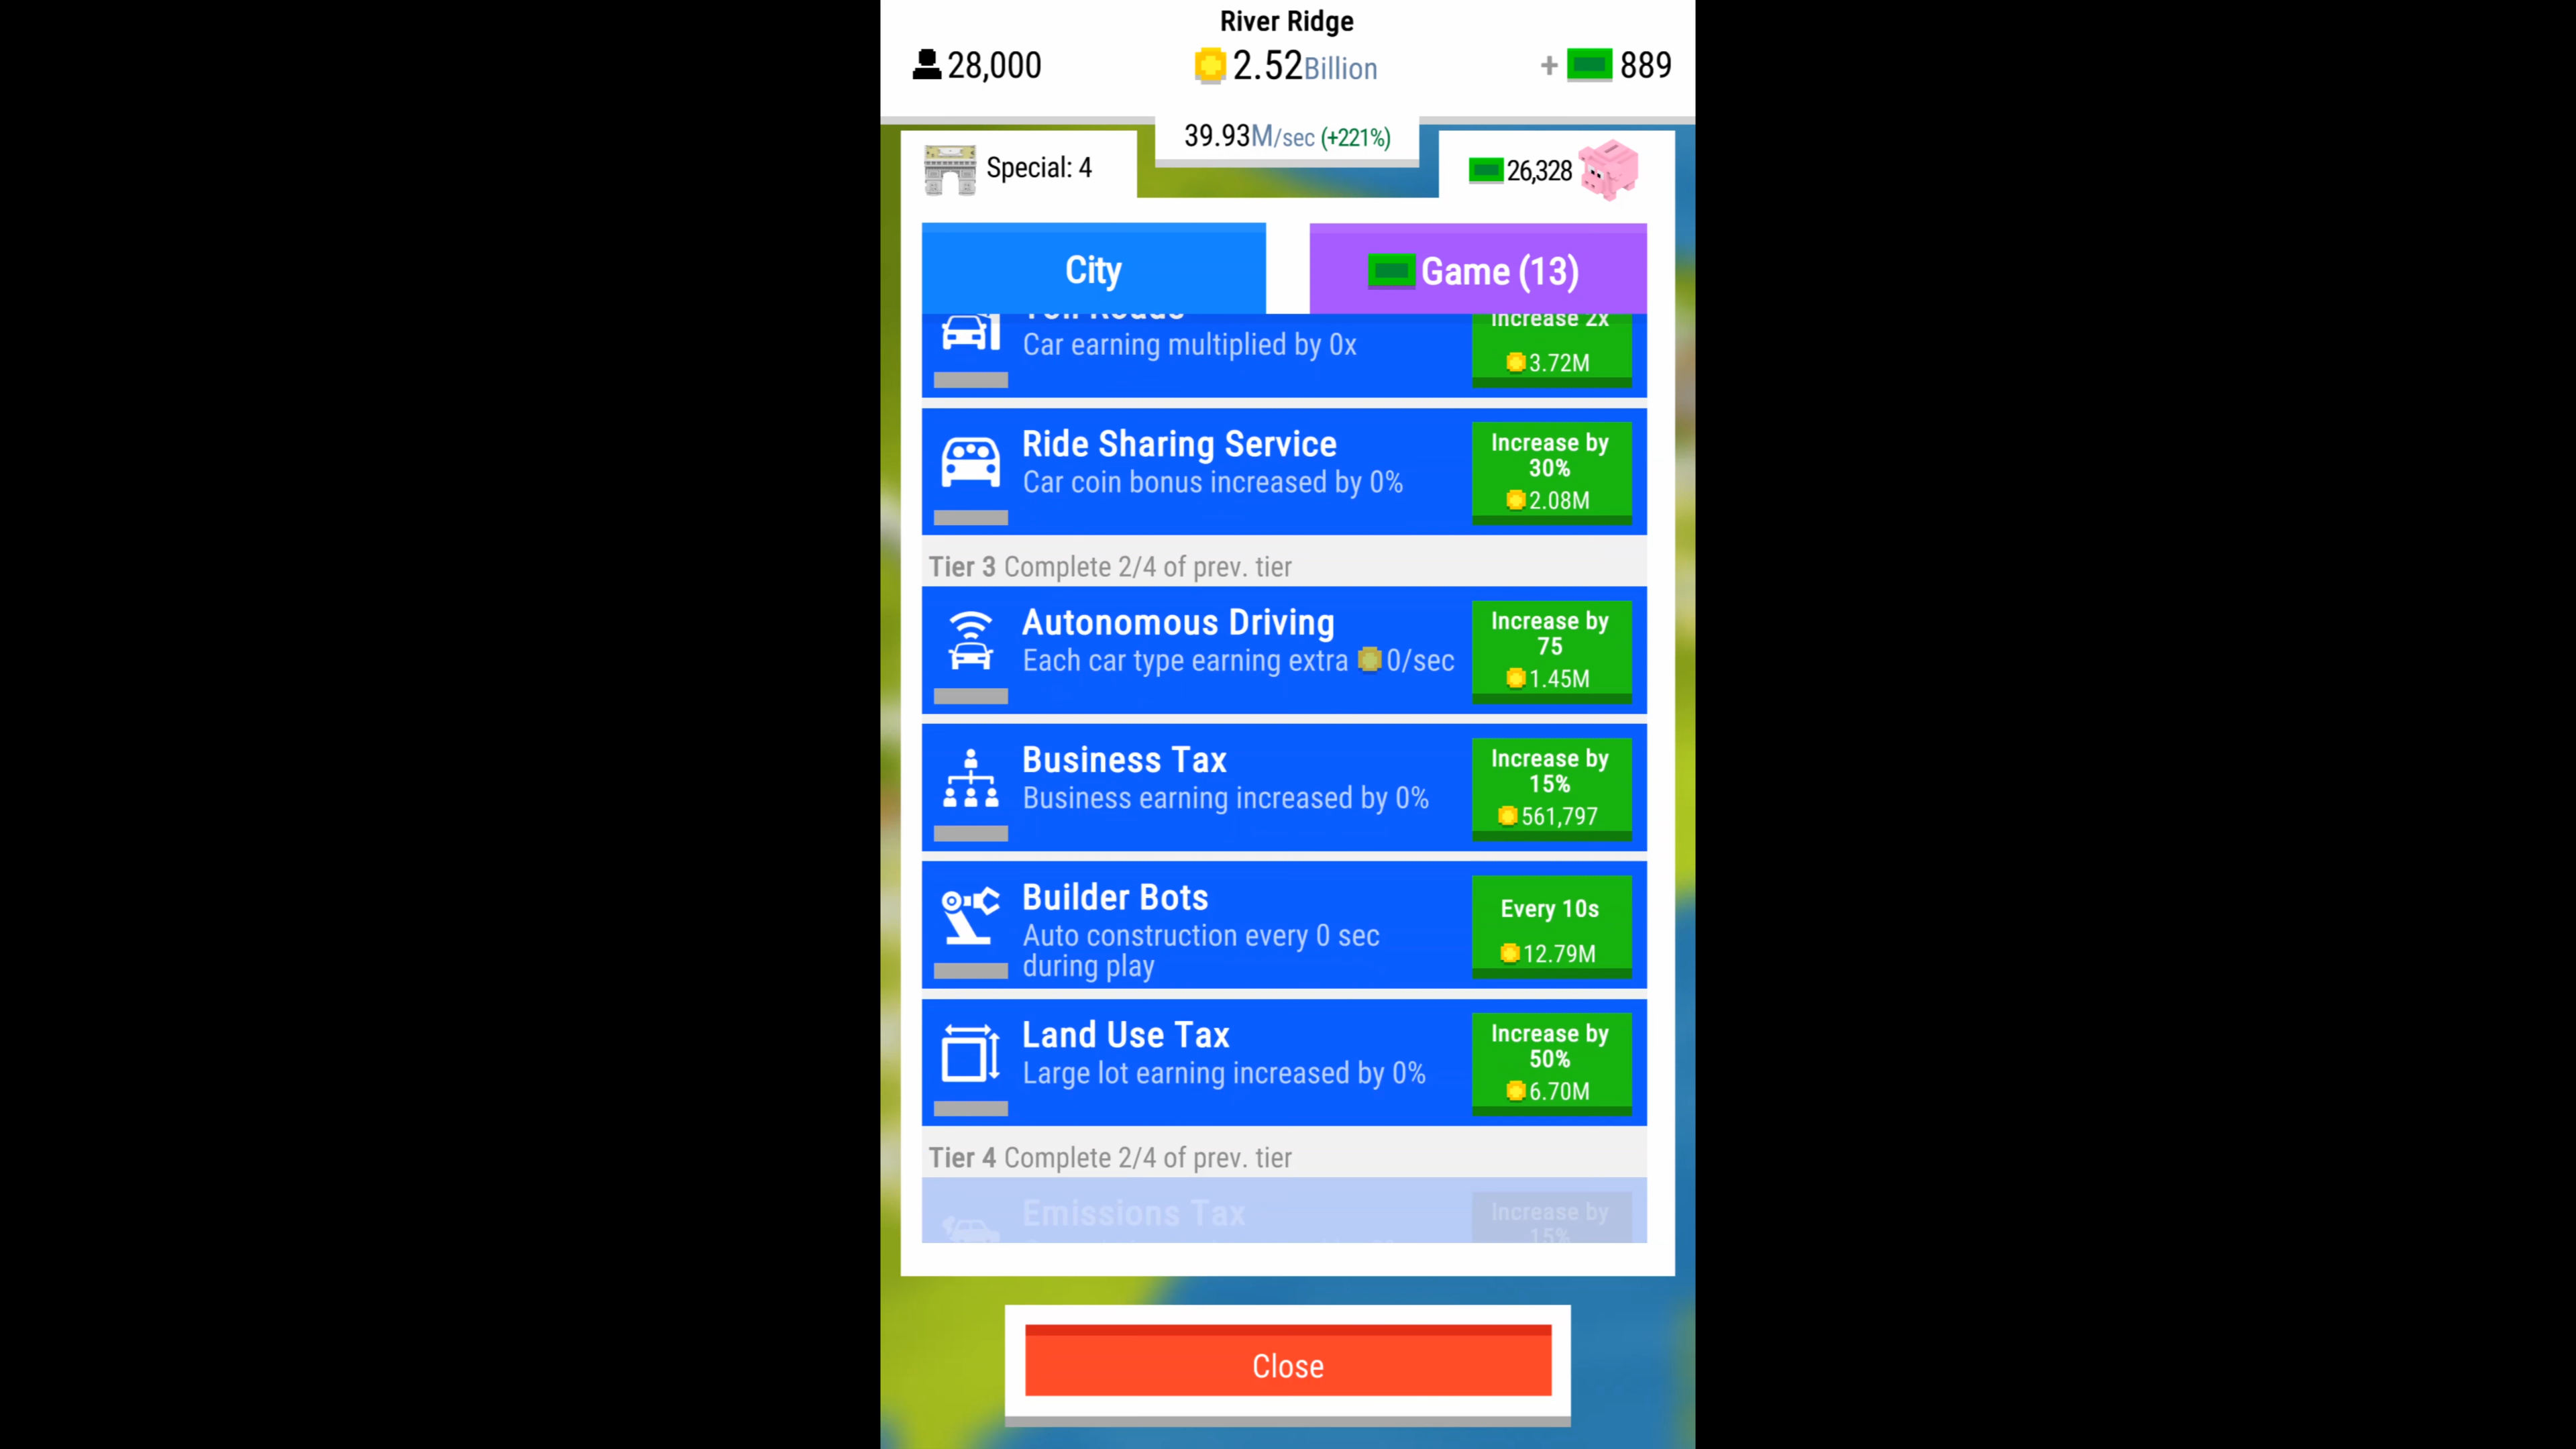 River Ridge
28,000
2.52Billion
+ 889
39.93M/sec (+221%)
Special: 4
26,328
City
Game (13)
Toll Roads
Car earning multiplied by 0x
Increase 2x
3.72M
Ride Sharing Service
Car coin bonus increased by 0%
Increase by
30%
2.08M
Tier 3 Complete 2/4 of prev. tier
Autonomous Driving
Each car type earning extra 0/sec
Increase by
75
1.45M
Business Tax
Business earning increased by 0%
Increase by
15%
561,797
Builder Bots
Auto construction every 0 sec
during play
Every 10s
12.79M
Land Use Tax
Large lot earning increased by 0%
Increase by
50%
6.70M
Tier 4 Complete 2/4 of prev. tier
Emissions Tax
Increase by
15%
Close